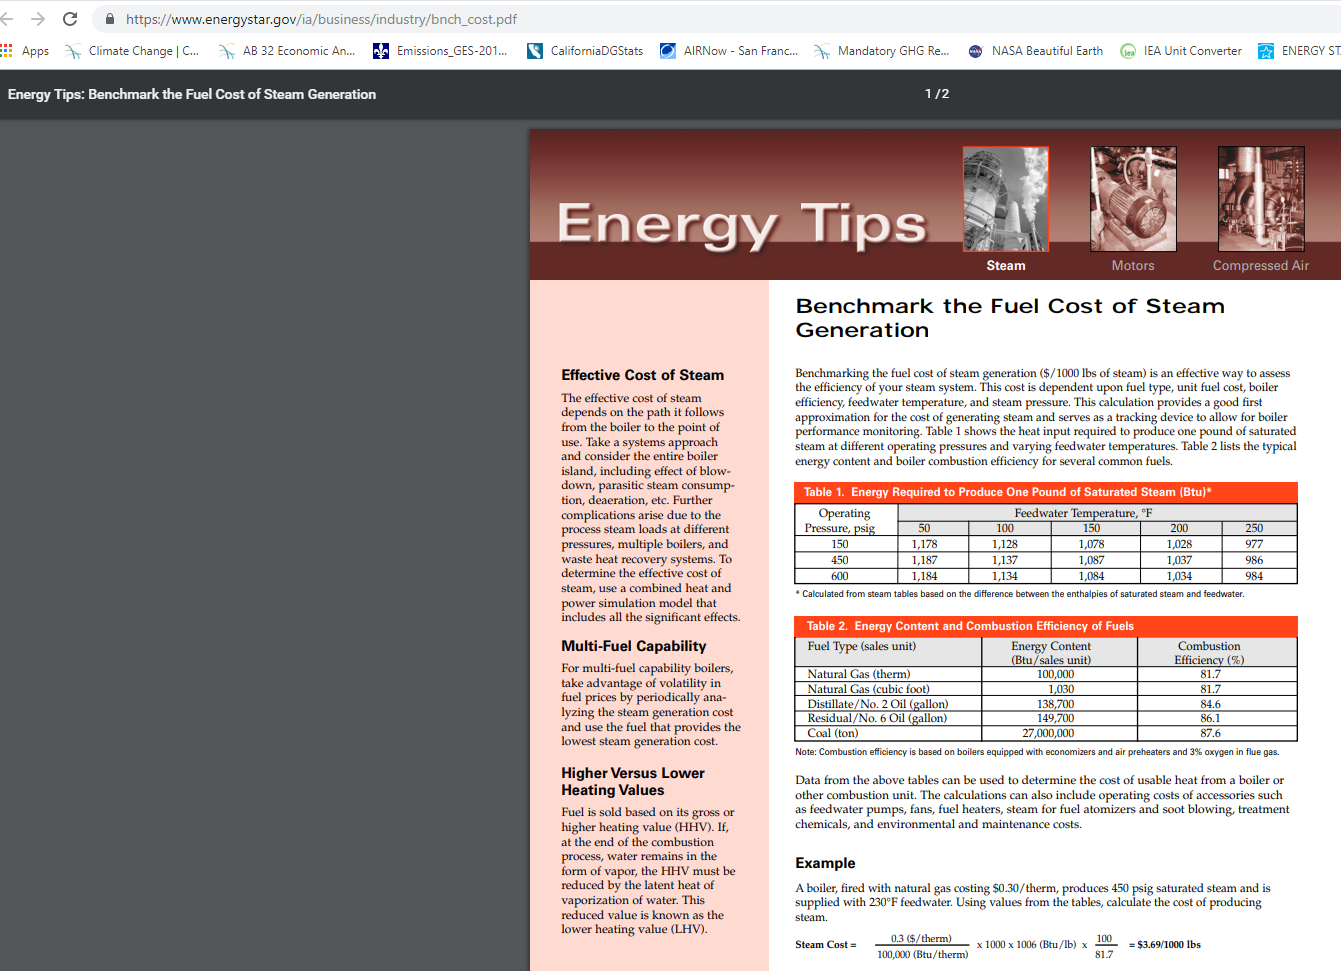 https://www.energystar.gov/ia/business/industry/bnch_cost.pdf
Apps Climate Change | C... AB 32 Economic An... Emissions_GES-201... CaliforniaDGStats AIRNow - San Franc... Mandatory GHG Re... NASA Beautiful Earth iea IEA Unit Converter ENERGY ST
Energy Tips: Benchmark the Fuel Cost of Steam Generation 1 / 2
Energy Tips
Steam Motors Compressed Air
Effective Cost of Steam
The effective cost of steam
depends on the path it follows
from the boiler to the point of
use. Take a systems approach
and consider the entire boiler
island, including effect of blow-
down, parasitic steam consump-
tion, deaeration, etc. Further
complications arise due to the
process steam loads at different
pressures, multiple boilers, and
waste heat recovery systems. To
determine the effective cost of
steam, use a combined heat and
power simulation model that
includes all the significant effects.
Multi-Fuel Capability
For multi-fuel capability boilers,
take advantage of volatility in
fuel prices by periodically ana-
lyzing the steam generation cost
and use the fuel that provides the
lowest steam generation cost.
Higher Versus Lower
Heating Values
Fuel is sold based on its gross or
higher heating value (HHV). If,
at the end of the combustion
process, water remains in the
form of vapor, the HHV must be
reduced by the latent heat of
vaporization of water. This
reduced value is known as the
lower heating value (LHV).
Benchmark the Fuel Cost of Steam
Generation
Benchmarking the fuel cost of steam generation ($/1000 lbs of steam) is an effective way to assess
the efficiency of your steam system. This cost is dependent upon fuel type, unit fuel cost, boiler
efficiency, feedwater temperature, and steam pressure. This calculation provides a good first
approximation for the cost of generating steam and serves as a tracking device to allow for boiler
performance monitoring. Table 1 shows the heat input required to produce one pound of saturated
steam at different operating pressures and varying feedwater temperatures. Table 2 lists the typical
energy content and boiler combustion efficiency for several common fuels.
Table 1. Energy Required to Produce One Pound of Saturated Steam (Btu)*
Operating Feedwater Temperature, °F
Pressure, psig 50 100 150 200 250
150 1,178 1,128 1,078 1,028 977
450 1,187 1,137 1,087 1,037 986
600 1,184 1,134 1,084 1,034 984
* Calculated from steam tables based on the difference between the enthalpies of saturated steam and feedwater.
Table 2. Energy Content and Combustion Efficiency of Fuels
Fuel Type (sales unit) Energy Content Combustion
(Btu/sales unit) Efficiency (%)
Natural Gas (therm) 100,000 81.7
Natural Gas (cubic foot) 1,030 81.7
Distillate/No. 2 Oil (gallon) 138,700 84.6
Residual/No. 6 Oil (gallon) 149,700 86.1
Coal (ton) 27,000,000 87.6
Note: Combustion efficiency is based on boilers equipped with economizers and air preheaters and 3% oxygen in flue gas.
Data from the above tables can be used to determine the cost of usable heat from a boiler or
other combustion unit. The calculations can also include operating costs of accessories such
as feedwater pumps, fans, fuel heaters, steam for fuel atomizers and soot blowing, treatment
chemicals, and environmental and maintenance costs.
Example
A boiler, fired with natural gas costing $0.30/therm, produces 450 psig saturated steam and is
supplied with 230°F feedwater. Using values from the tables, calculate the cost of producing
steam.
0.3 ($/therm) 100
Steam Cost = x 1000 x 1006 (Btu/lb) x = $3.69/1000 lbs
100,000 (Btu/therm) 81.7